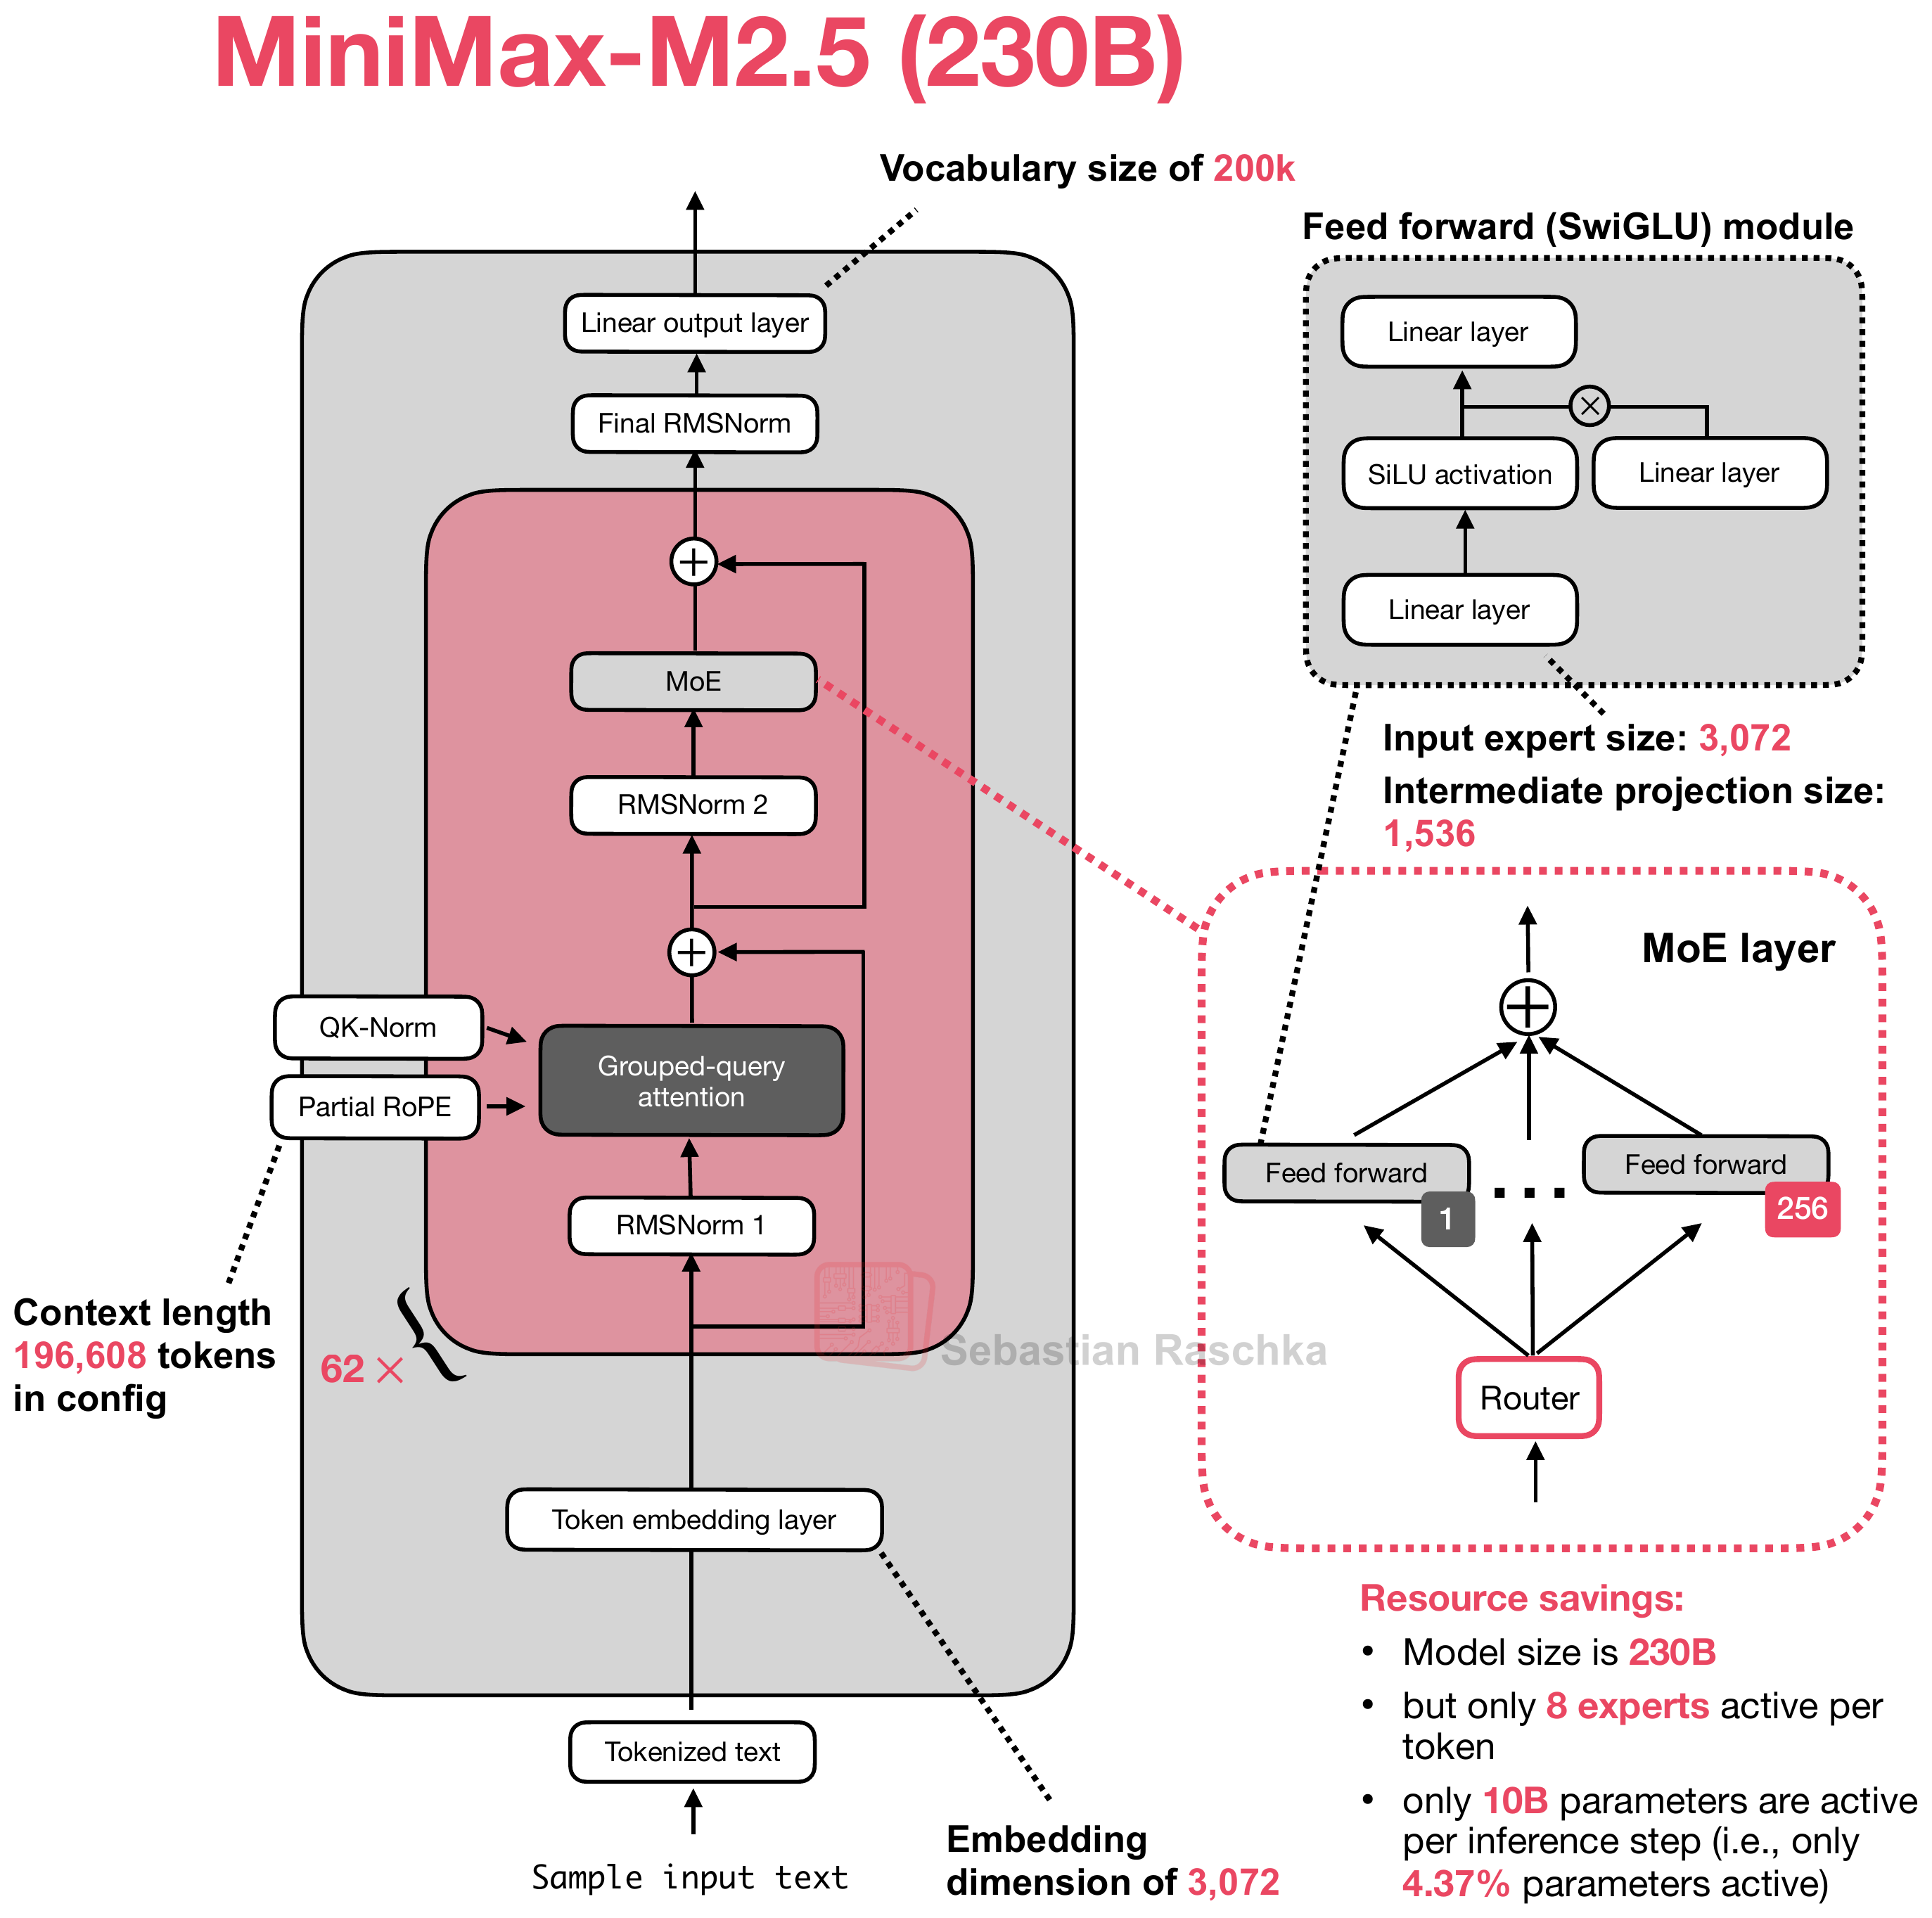 MiniMax-M2.5 (230B)
Vocabulary size of 200k
Linear output layer
Final RMSNorm
MoE
RMSNorm 2
QK-Norm
Partial RoPE
Grouped-query
attention
RMSNorm 1
Context length
196,608 tokens
in config
62 ×
Sebastian Raschka
Token embedding layer
Tokenized text
Sample input text
Embedding
dimension of 3,072
Feed forward (SwiGLU) module
Linear layer
SiLU activation
Linear layer
Linear layer
Input expert size: 3,072
Intermediate projection size:
1,536
MoE layer
Feed forward
1
Feed forward
256
Router
Resource savings:
• Model size is 230B
• but only 8 experts active per
token
• only 10B parameters are active
per inference step (i.e., only
4.37% parameters active)